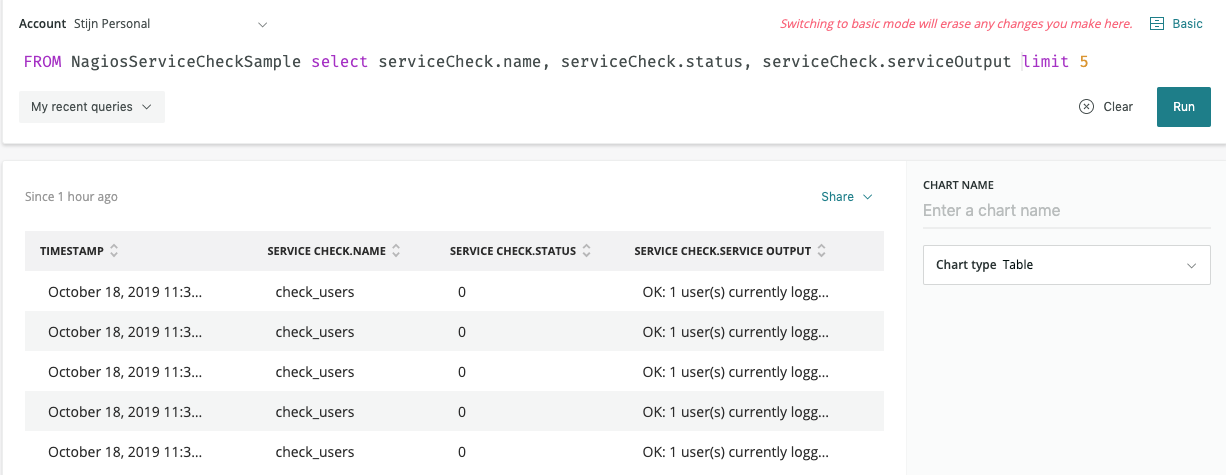 Account Stijn Personal Switching to basic mode will erase any changes you make here. Basic
FROM NagiosServiceCheckSample select serviceCheck.name, serviceCheck.status, serviceCheck.serviceOutput limit 5
My recent queries Clear Run
Since 1 hour ago Share
CHART NAME
Enter a chart name
Chart type Table
TIMESTAMP SERVICE CHECK.NAME SERVICE CHECK.STATUS SERVICE CHECK.SERVICE OUTPUT
October 18, 2019 11:3... check_users 0 OK: 1 user(s) currently logg...
October 18, 2019 11:3... check_users 0 OK: 1 user(s) currently logg...
October 18, 2019 11:3... check_users 0 OK: 1 user(s) currently logg...
October 18, 2019 11:3... check_users 0 OK: 1 user(s) currently logg...
October 18, 2019 11:3... check_users 0 OK: 1 user(s) currently logg...